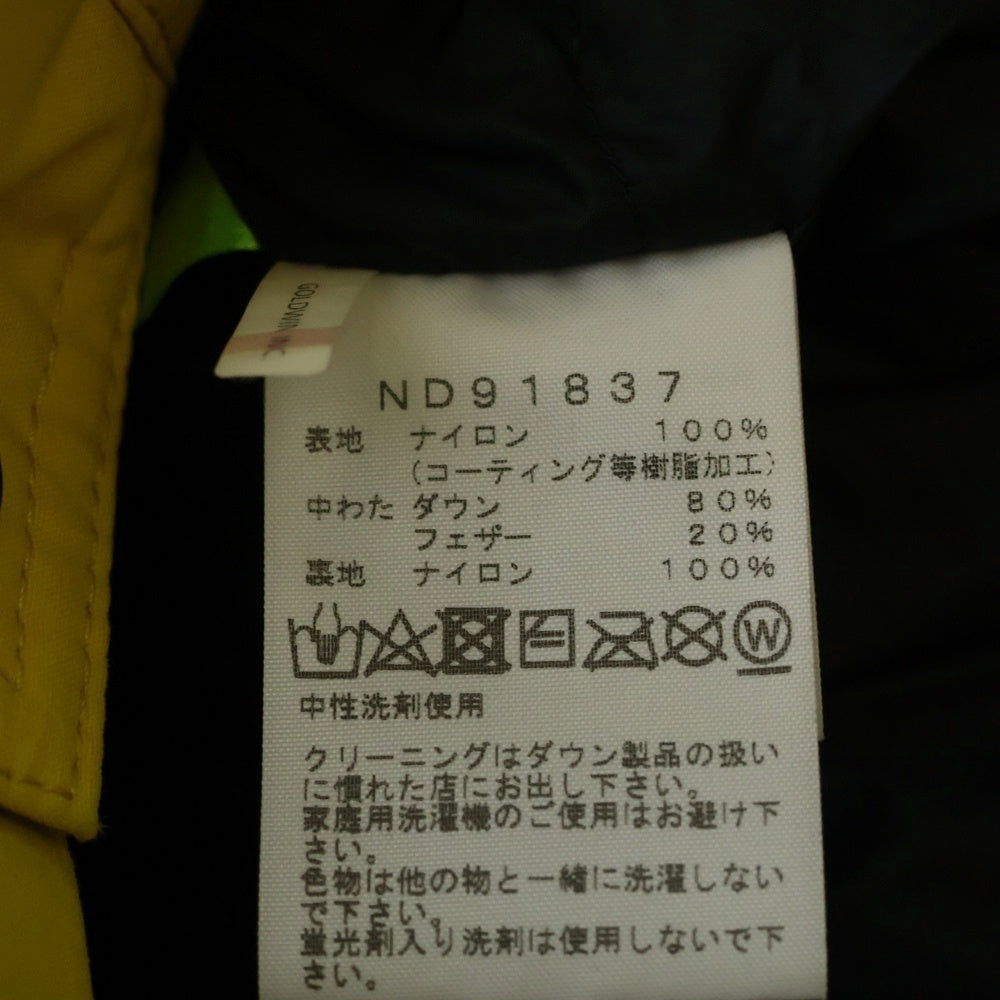 GOLDWIN INC
ND91837
表地 ナイロン 100%
(コーティング等樹脂加工)
中わた ダウン 80%
フェザー 20%
裏地 ナイロン 100%
W
中性洗剤使用
クリーニングはダウン製品の扱い
に慣れた店にお出し下さい。
家庭用洗濯機のご使用はお避け下
さい。
色物は他の物と一緒に洗濯しない
で下さい。
蛍光剤入り洗剤は使用しないで下
さい。